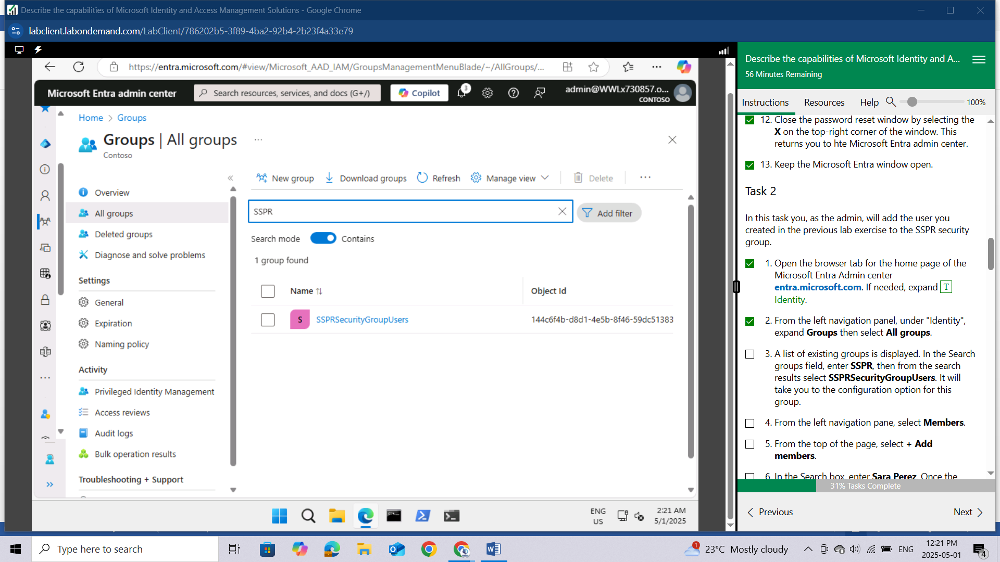 Describe the capabilities of Microsoft Identity and Access Management Solutions - Google Chrome
labclient.labondemand.com/LabClient/786202b5-3f89-4ba2-92b4-2b23f4a33e79
https://entra.microsoft.com/#view/Microsoft_AAD_IAM/GroupsManagementMenuBlade/~/AllGroups/...
Microsoft Entra admin center
Search resources, services, and docs (G+/)
Copilot
3
admin@WWLx730857.o...
CONTOSO
Home > Groups
Groups | All groups
...
Contoso
Overview
All groups
Deleted groups
Diagnose and solve problems
Settings
General
Expiration
Naming policy
Activity
Privileged Identity Management
Access reviews
Audit logs
Bulk operation results
Troubleshooting + Support
New group
Download groups
Refresh
Manage view
Delete
...
SSPR
Add filter
Search mode
Contains
1 group found
Name
Object Id
S
SSPRSecurityGroupUsers
144c6f4b-d8d1-4e5b-8f46-59dc51383
ENG
US
2:21 AM
5/1/2025
Describe the capabilities of Microsoft Identity and A...
56 Minutes Remaining
Instructions
Resources
Help
100%
12. Close the password reset window by selecting the
X on the top-right corner of the window. This
returns you to hte Microsoft Entra admin center.
13. Keep the Microsoft Entra window open.
Task 2
In this task you, as the admin, will add the user you
created in the previous lab exercise to the SSPR security
group.
1. Open the browser tab for the home page of the
Microsoft Entra Admin center
entra.microsoft.com. If needed, expand T
Identity.
2. From the left navigation panel, under "Identity",
expand Groups then select All groups.
3. A list of existing groups is displayed. In the Search
groups field, enter SSPR, then from the search
results select SSPRSecurityGroupUsers. It will
take you to the configuration option for this
group.
4. From the left navigation pane, select Members.
5. From the top of the page, select + Add
members.
6. In the Search box, enter Sara Perez. Once the
31% Tasks Complete
Previous
Next
Type here to search
1
23°C Mostly cloudy
ENG
12:21 PM
2025-05-01
4